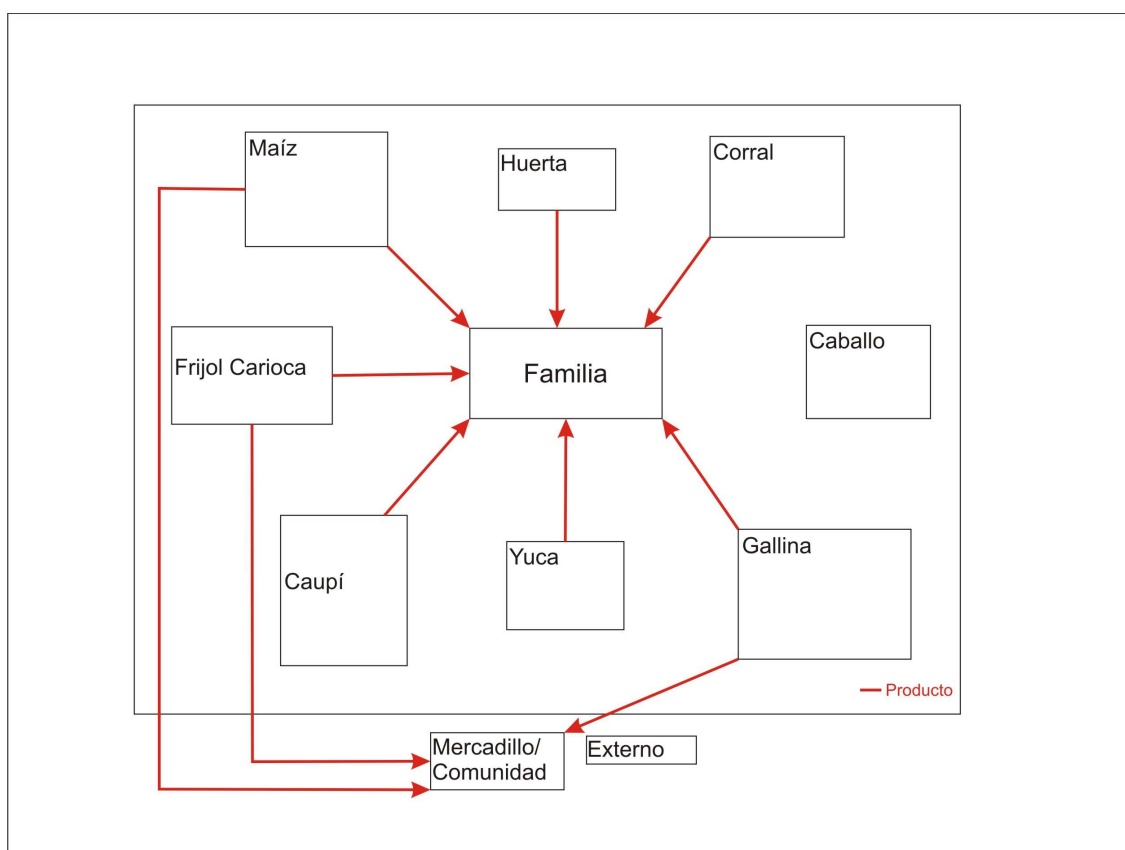 Maíz
Huerta
Corral
Frijol Carioca
Familia
Caballo
Caupí
Yuca
Gallina
Producto
Mercadillo/
Comunidad
Externo